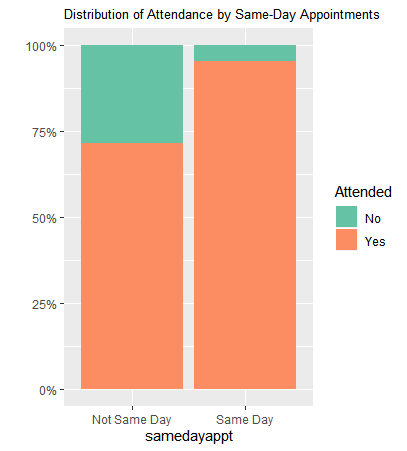 Distribution of Attendance by Same-Day Appointments
100%
75%
50%
25%
0%
Not Same Day
Same Day
samedayappt
Attended
No
Yes